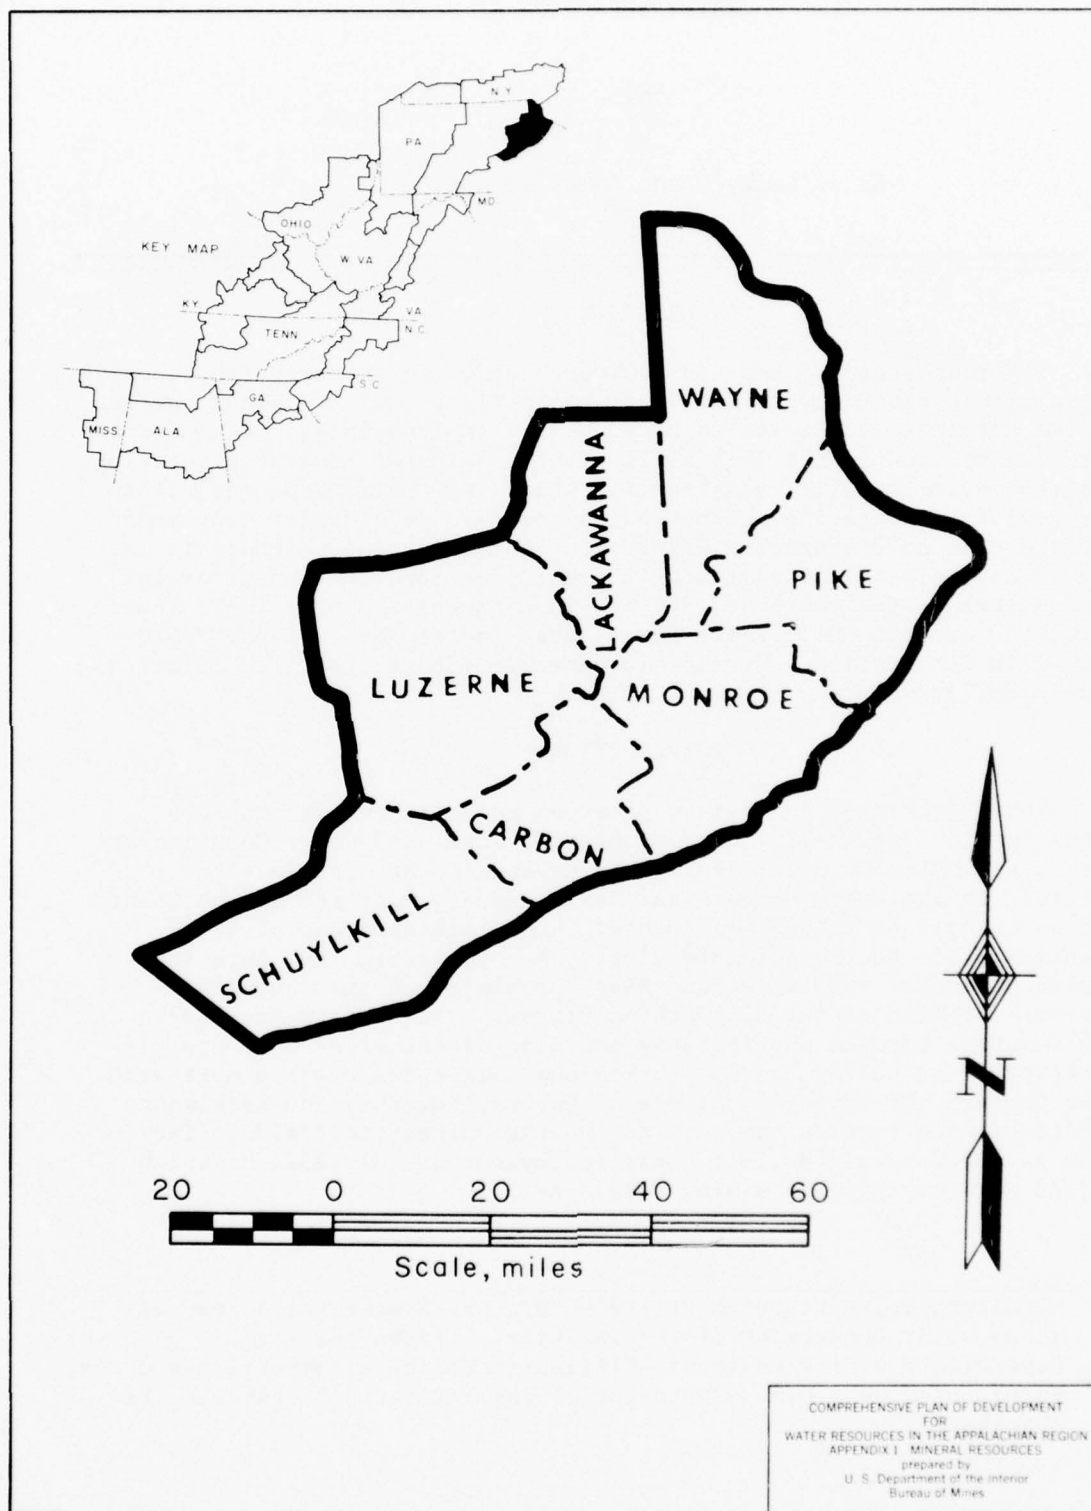 N.Y.
PA.
MD.
OHIO
KEY MAP
W. VA.
KY.
VA.
N.C.
TENN.
S.C.
GA.
MISS.
ALA.
WAYNE
LACKAWANNA
PIKE
LUZERNE
MONROE
CARBON
SCHUYLKILL
N
20 0 20 40 60
Scale, miles
COMPREHENSIVE PLAN OF DEVELOPMENT
FOR
WATER RESOURCES IN THE APPALACHIAN REGION
APPENDIX I MINERAL RESOURCES
prepared by
U. S. Department of the Interior
Bureau of Mines